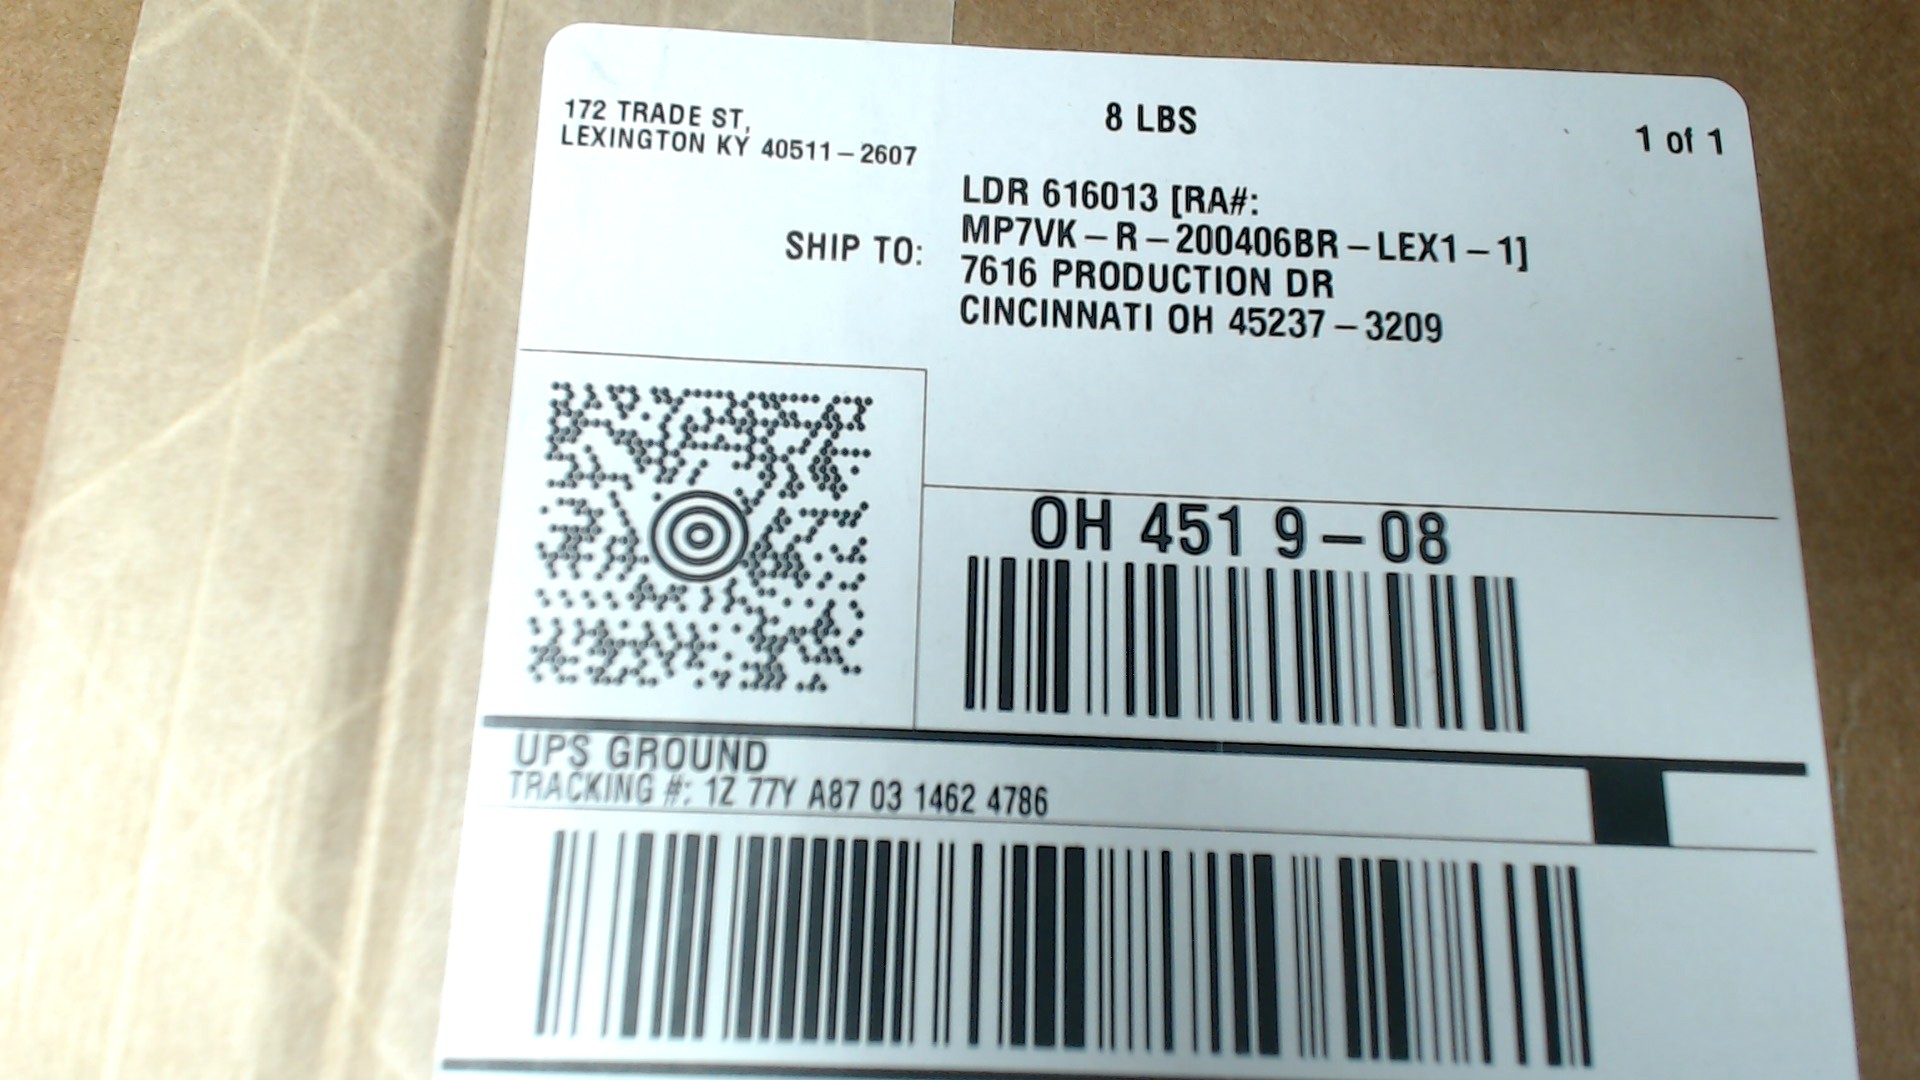 172 TRADE ST,
LEXINGTON KY 40511-2607
8 LBS
1 of 1
SHIP TO:
LDR 616013 [RA#:
MP7VK-R-200406BR-LEX1-1]
7616 PRODUCTION DR
CINCINNATI OH 45237-3209
OH 451 9-08
UPS GROUND
TRACKING #: 1Z 77Y A87 03 1462 4786